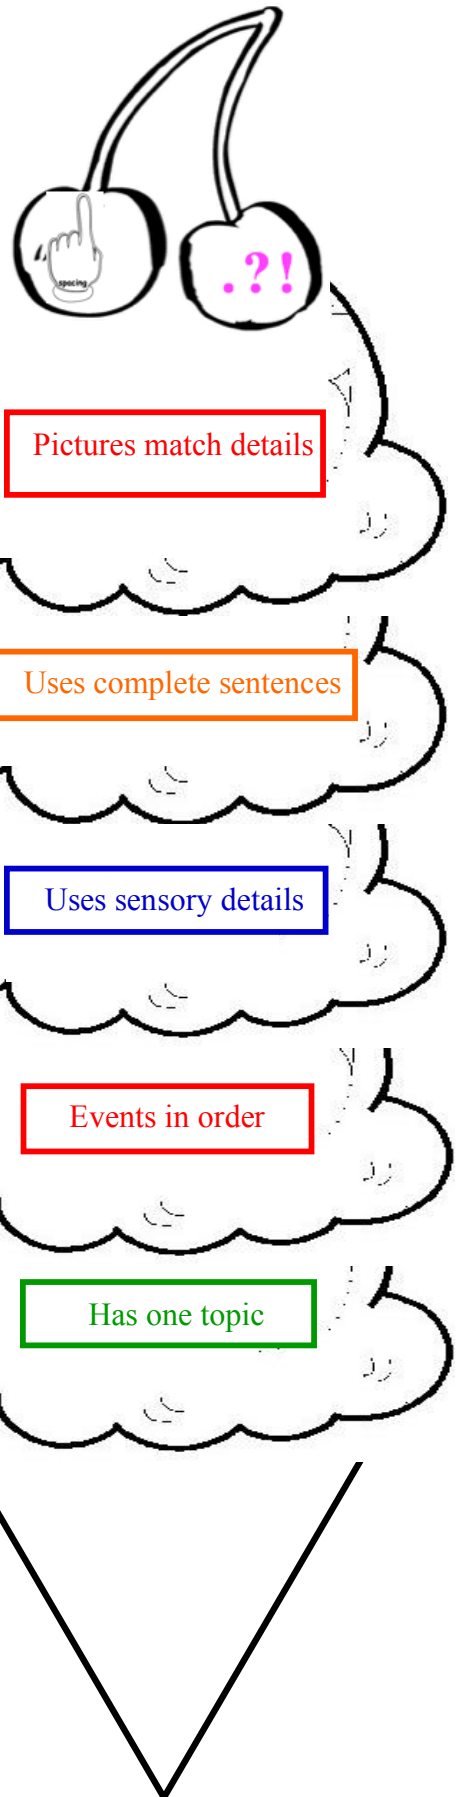 spacing
.?!
Pictures match details
Uses complete sentences
Uses sensory details
Events in order
Has one topic